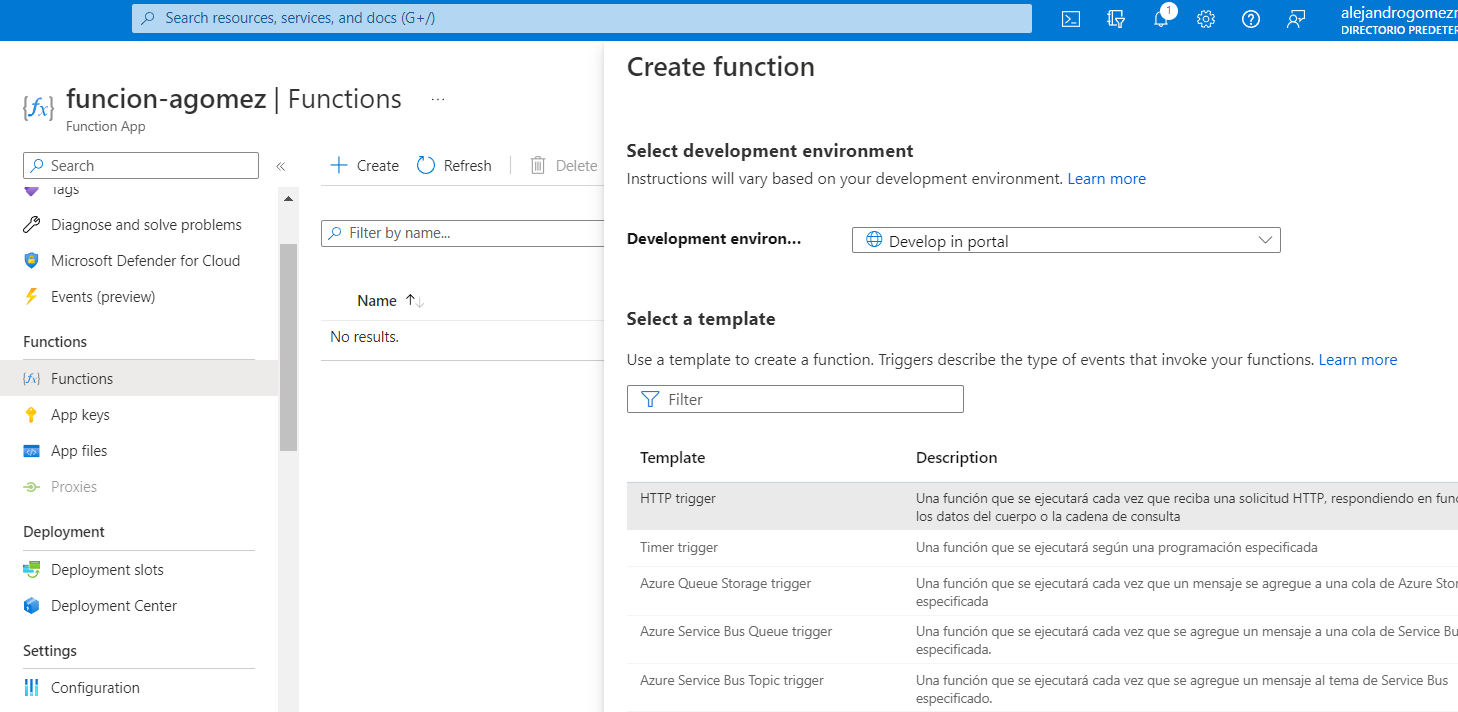 Search resources, services, and docs (G+/)
1
alejandrogomez
DIRECTORIO PREDETER
funcion-agomez | Functions ...
Function App
Search
«
Tags
Diagnose and solve problems
Microsoft Defender for Cloud
Events (preview)
Functions
Functions
App keys
App files
Proxies
Deployment
Deployment slots
Deployment Center
Settings
Configuration
Create
Refresh
Delete
Filter by name...
Name
No results.
Create function
Select development environment
Instructions will vary based on your development environment. Learn more
Development environ...
Develop in portal
Select a template
Use a template to create a function. Triggers describe the type of events that invoke your functions. Learn more
Filter
Template Description
HTTP trigger Una función que se ejecutará cada vez que reciba una solicitud HTTP, respondiendo en func
los datos del cuerpo o la cadena de consulta
Timer trigger Una función que se ejecutará según una programación especificada
Azure Queue Storage trigger Una función que se ejecutará cada vez que un mensaje se agregue a una cola de Azure Stor
especificada
Azure Service Bus Queue trigger Una función que se ejecutará cada vez que se agregue un mensaje a una cola de Service Bu
especificada.
Azure Service Bus Topic trigger Una función que se ejecutará cada vez que se agregue un mensaje al tema de Service Bus
especificado.